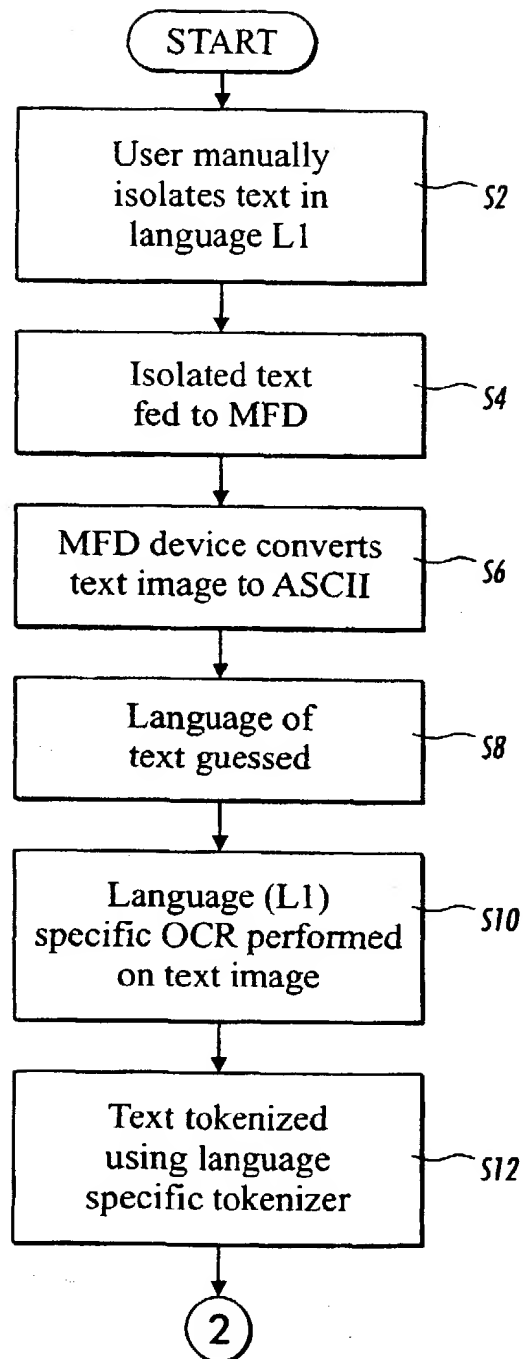 START
User manually
isolates text in
language L1
S2
Isolated text
fed to MFD
S4
MFD device converts
text image to ASCII
S6
Language of
text guessed
S8
Language (L1)
specific OCR performed
on text image
S10
Text tokenized
using language
specific tokenizer
S12
2